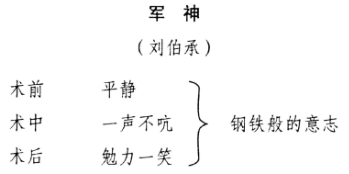 军 神
(刘伯承)
术前 平静
术中 一声不吭
术后 勉力一笑
钢铁般的意志